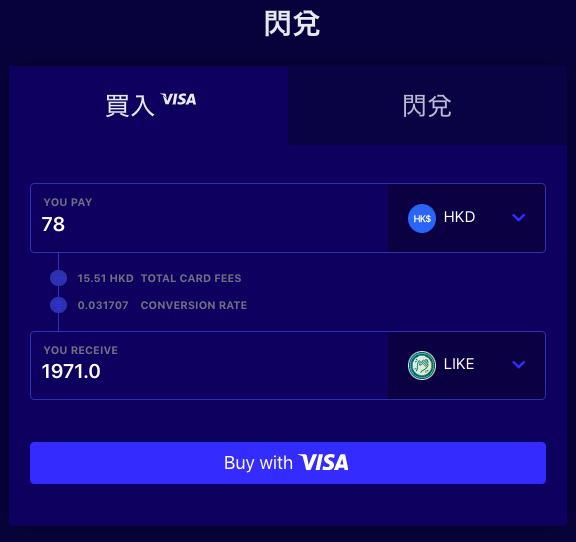 閃兌
買入 VISA
閃兌
YOU PAY
78
HK$ HKD
15.51 HKD TOTAL CARD FEES
0.031707 CONVERSION RATE
YOU RECEIVE
1971.0
LIKE
Buy with VISA